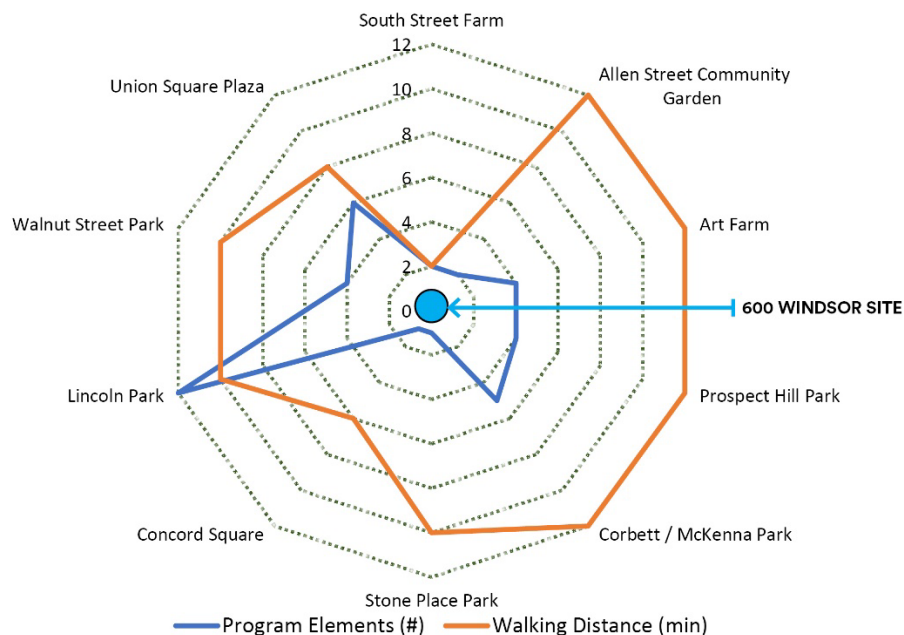 South Street Farm
12
Allen Street Community
Garden
Union Square Plaza
10
8
6
Walnut Street Park
4
Art Farm
2
0
600 WINDSOR SITE
Lincoln Park
Prospect Hill Park
Concord Square
Corbett / McKenna Park
Stone Place Park
Program Elements (#)
Walking Distance (min)